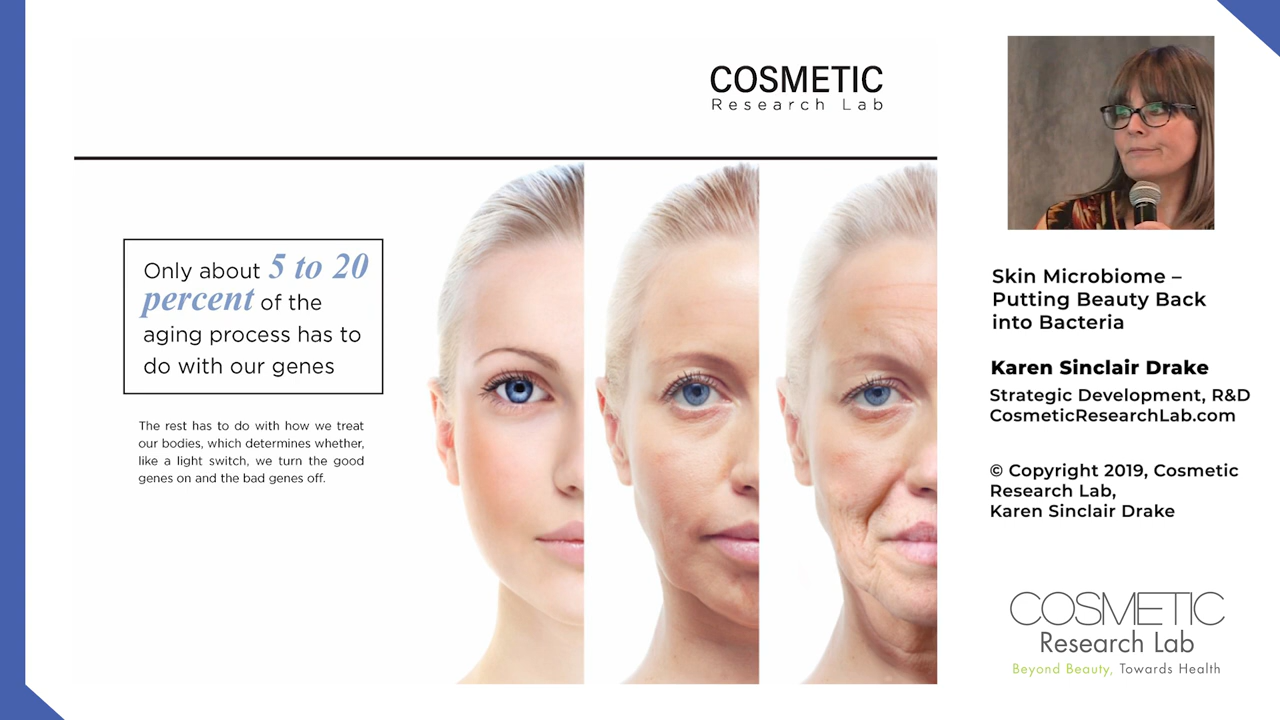 COSMETIC
Research Lab
Only about 5 to 20
percent of the
aging process has to
do with our genes
The rest has to do with how we treat
our bodies, which determines whether,
like a light switch, we turn the good
genes on and the bad genes off.
Skin Microbiome –
Putting Beauty Back
into Bacteria
Karen Sinclair Drake
Strategic Development, R&D
CosmeticResearchLab.com
© Copyright 2019, Cosmetic
Research Lab,
Karen Sinclair Drake
COSMETIC
Research Lab
Beyond Beauty, Towards Health